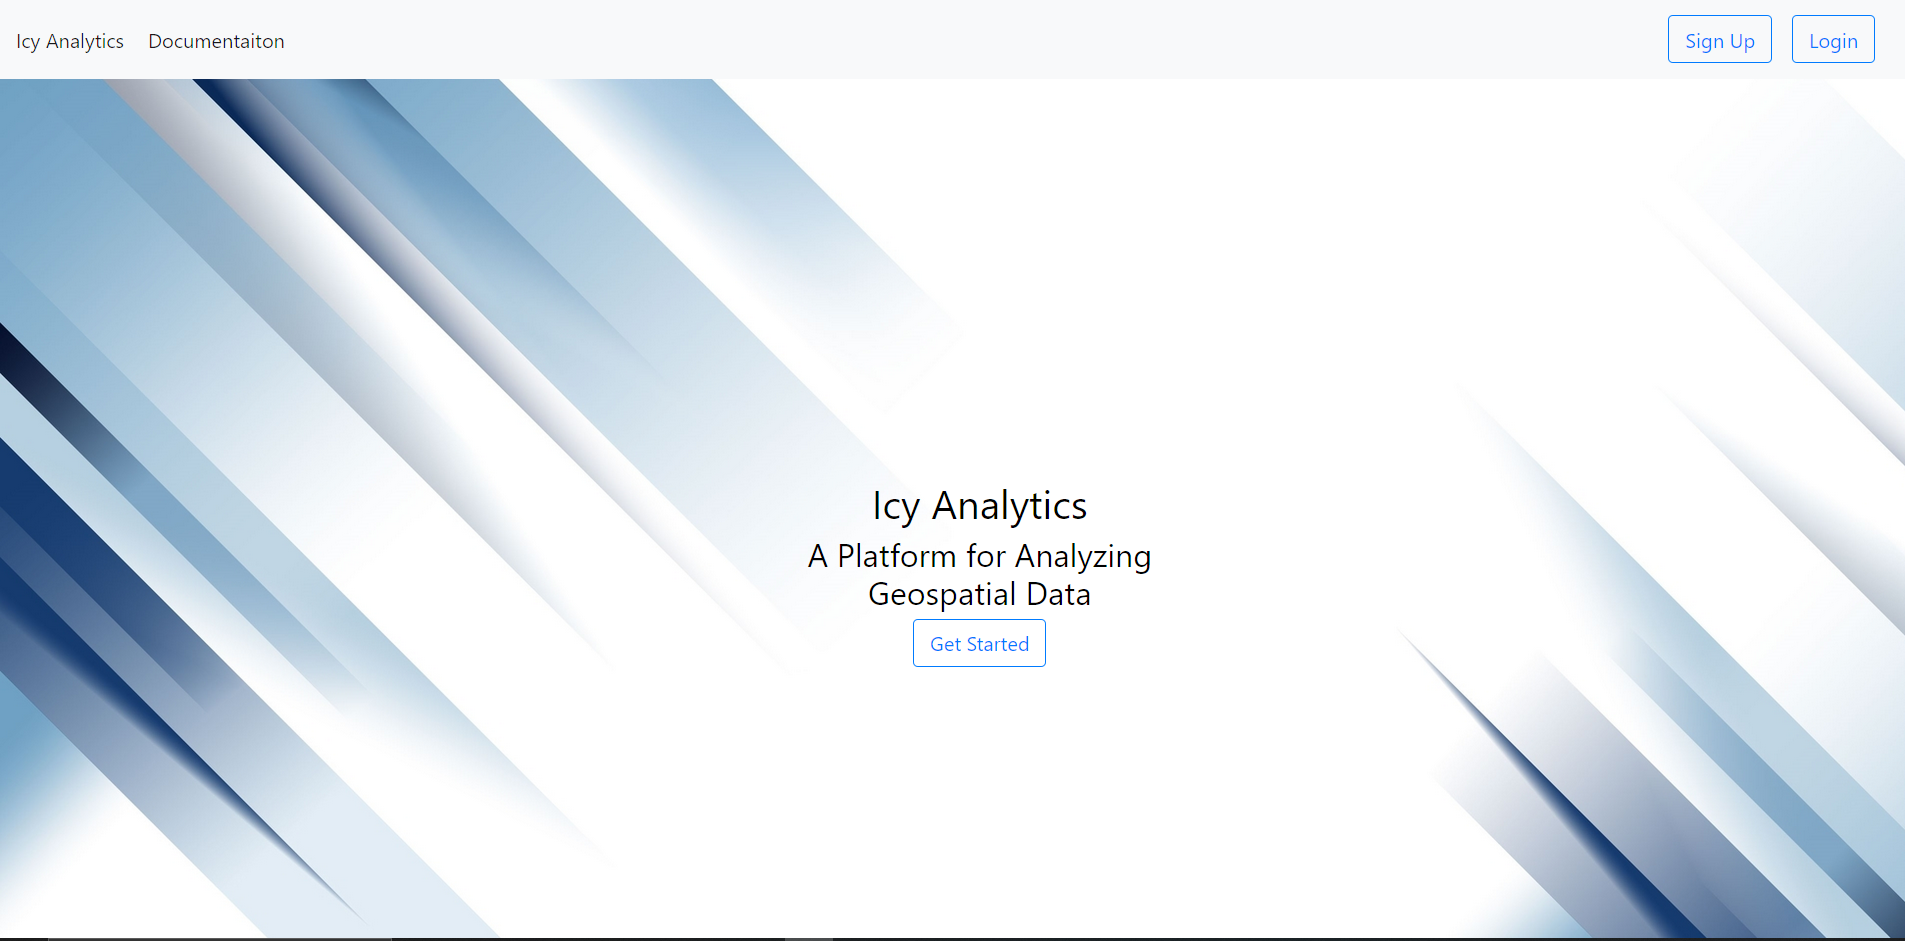 Icy Analytics Documentaiton Sign Up Login
Icy Analytics
A Platform for Analyzing
Geospatial Data
Get Started